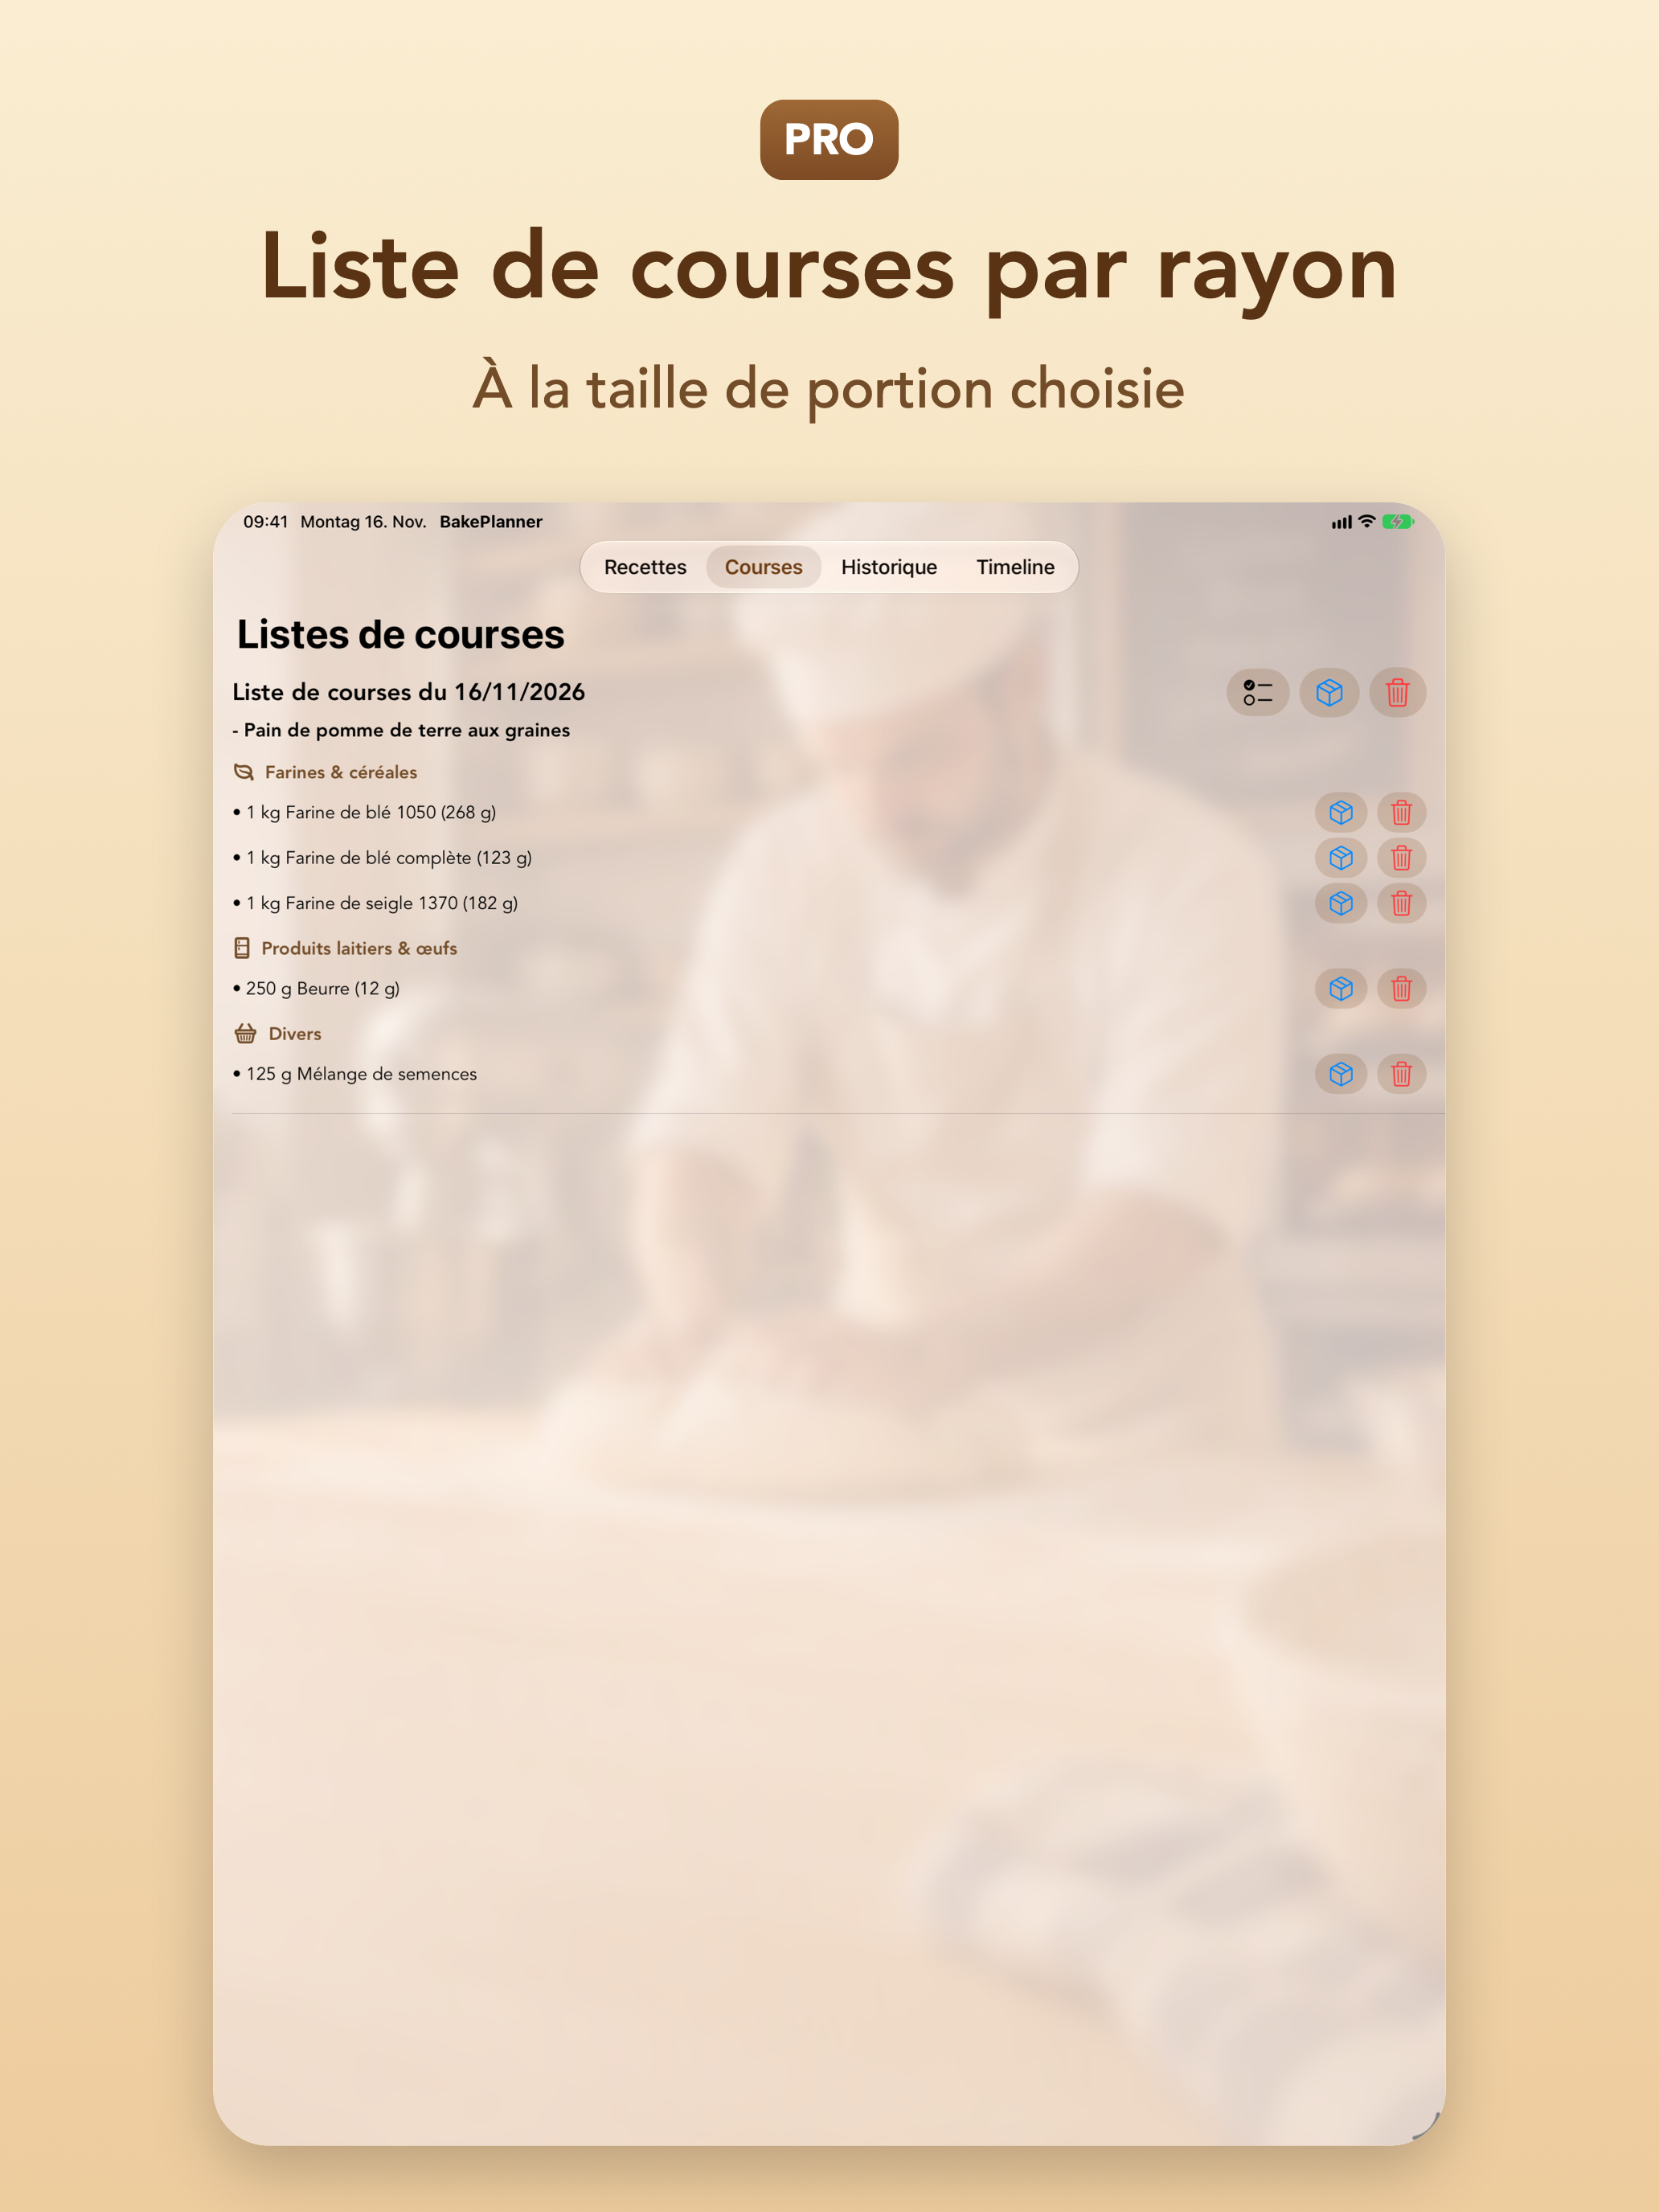 PRO
Liste de courses par rayon
À la taille de portion choisie
09:41 Montag 16. Nov. BakePlanner
Recettes Courses Historique Timeline
Listes de courses
Liste de courses du 16/11/2026
- Pain de pomme de terre aux graines
Farines & céréales
• 1 kg Farine de blé 1050 (268 g)
• 1 kg Farine de blé complète (123 g)
• 1 kg Farine de seigle 1370 (182 g)
Produits laitiers & œufs
• 250 g Beurre (12 g)
Divers
• 125 g Mélange de semences